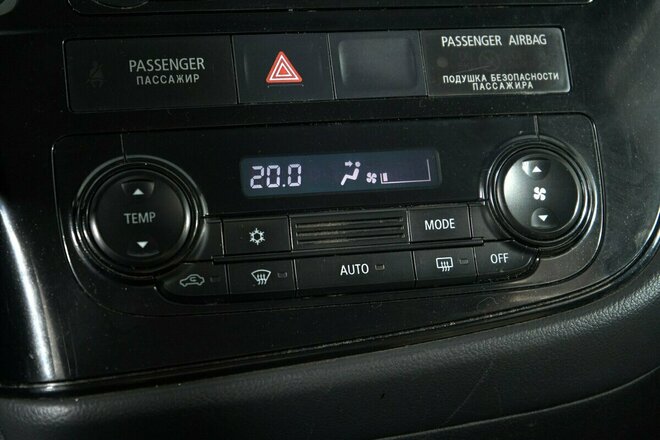 PASSENGER
ПАССАЖИР
PASSENGER AIRBAG
ПОДУШКА БЕЗОПАСНОСТИ
ПАССАЖИРА
20.0
TEMP
MODE
AUTO
OFF